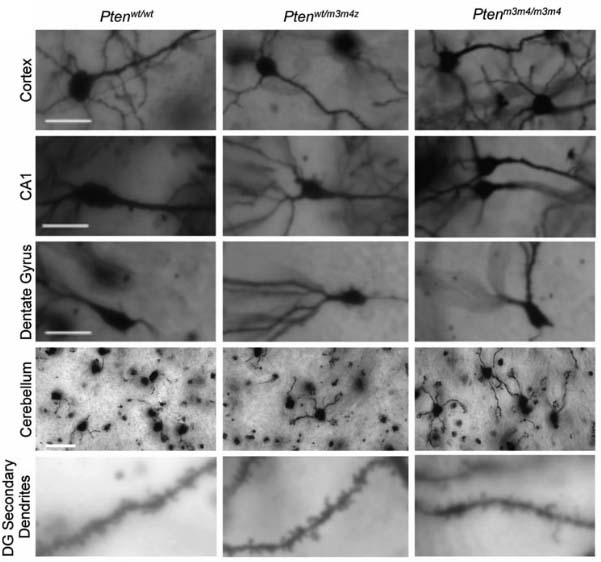 Pten wt/wt Pten wt/m3m4z Pten m3m4/m3m4
Cortex
CA1
Dentate Gyrus
Cerebellum
DG Secondary
Dendrites